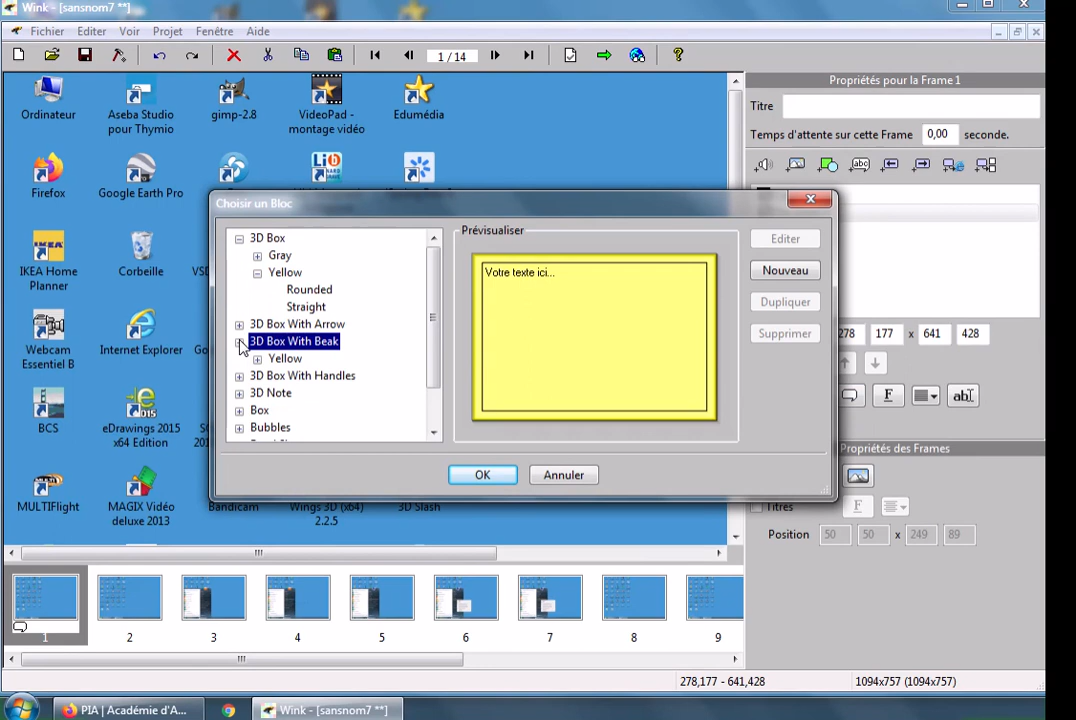 Wink - [sansnom7 **]
Fichier Editer Voir Projet Fenêtre Aide
1 / 14
Propriétés pour la Frame 1
Titre
Temps d'attente sur cette Frame 0,00 seconde.
Ordinateur
Aseba Studio pour Thymio
gimp-2.8
VideoPad - montage vidéo
Edumédia
Firefox
Google Earth Pro
IKEA Home Planner
Corbeille
Webcam Essentiel B
Internet Explorer
BCS
eDrawings 2015 x64 Edition
MULTIFlight
MAGIX Vidéo deluxe 2013
Bandicam
Wings 3D (x64) 2.2.5
3D Slash
Choisir un Bloc
3D Box
Gray
Yellow
Rounded
Straight
3D Box With Arrow
3D Box With Beak
Yellow
3D Box With Handles
3D Note
Box
Bubbles
Prévisualiser
Votre texte ici...
Editer
Nouveau
Dupliquer
Supprimer
OK
Annuler
278 177 x 641 428
Propriétés des Frames
Titres
Position 50 50 x 249 89
1 2 3 4 5 6 7 8 9
278,177 - 641,428
1094x757 (1094x757)
PIA | Académie d'A...
Wink - [sansnom7 **]